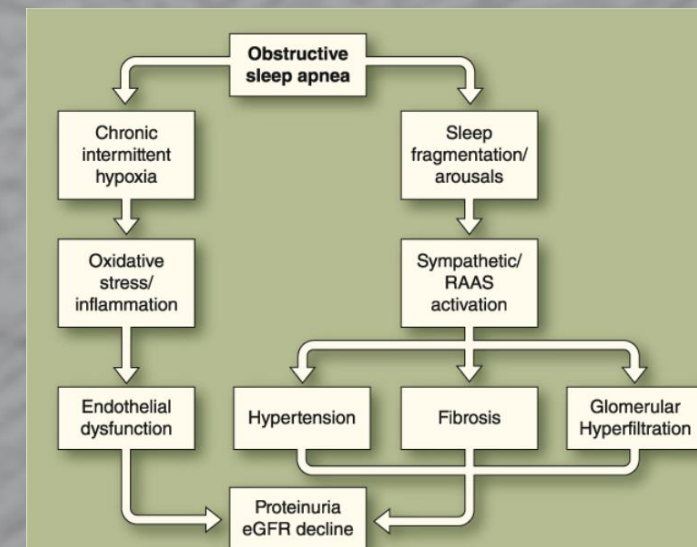 Obstructive
sleep apnea
Chronic
intermittent
hypoxia
Sleep
fragmentation/
arousals
Oxidative
stress/
inflammation
Sympathetic/
RAAS
activation
Endothelial
dysfunction
Hypertension
Fibrosis
Glomerular
Hyperfiltration
Proteinuria
eGFR decline